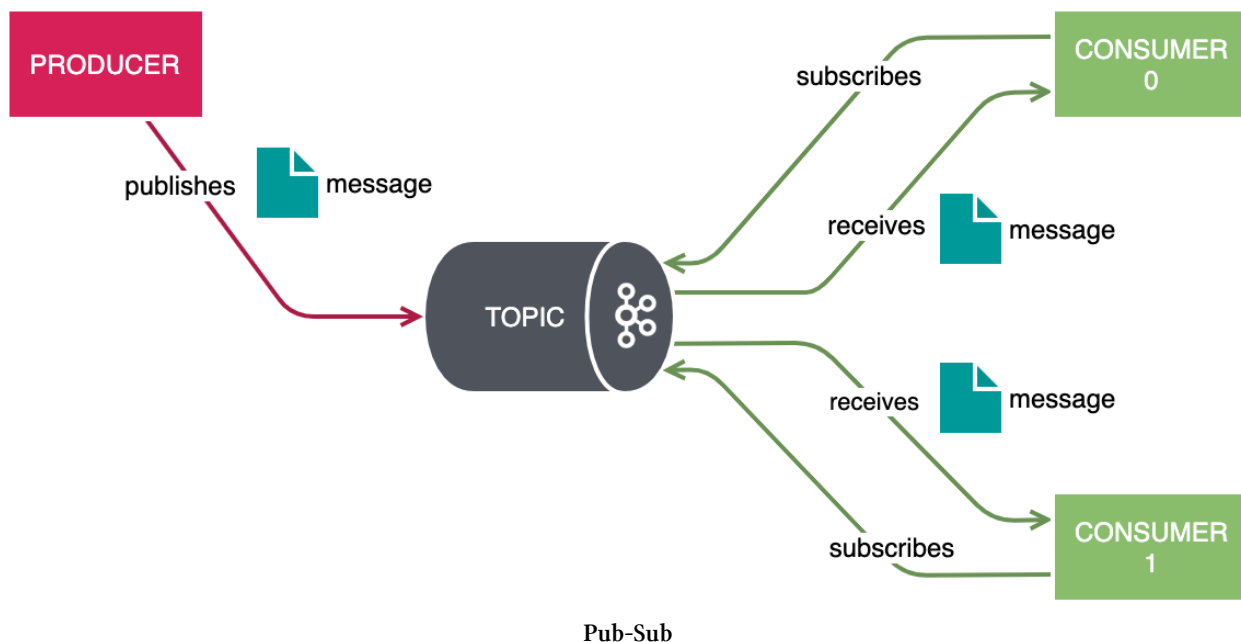 PRODUCER
publishes
message
TOPIC
subscribes
CONSUMER
0
receives
message
receives
message
subscribes
CONSUMER
1
Pub-Sub